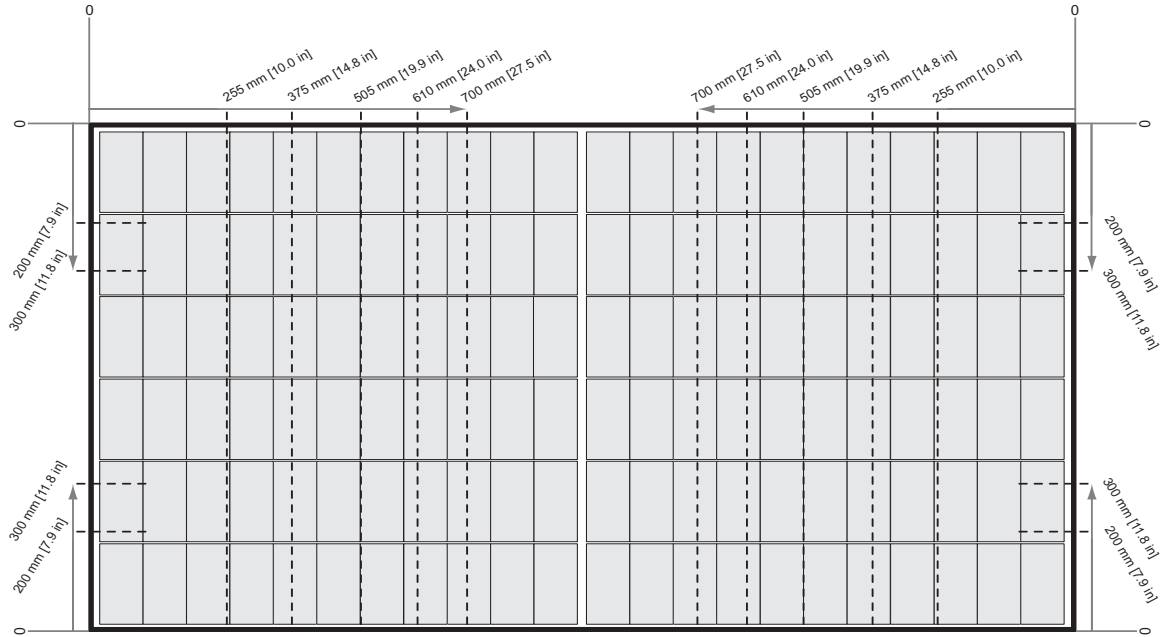 0
0
255 mm [10.0 in]
375 mm [14.8 in]
505 mm [19.9 in]
610 mm [24.0 in]
700 mm [27.5 in]
700 mm [27.5 in]
610 mm [24.0 in]
505 mm [19.9 in]
375 mm [14.8 in]
255 mm [10.0 in]
0
0
200 mm [7.9 in]
300 mm [11.8 in]
200 mm [7.9 in]
300 mm [11.8 in]
300 mm [11.8 in]
200 mm [7.9 in]
300 mm [11.8 in]
200 mm [7.9 in]
0
0